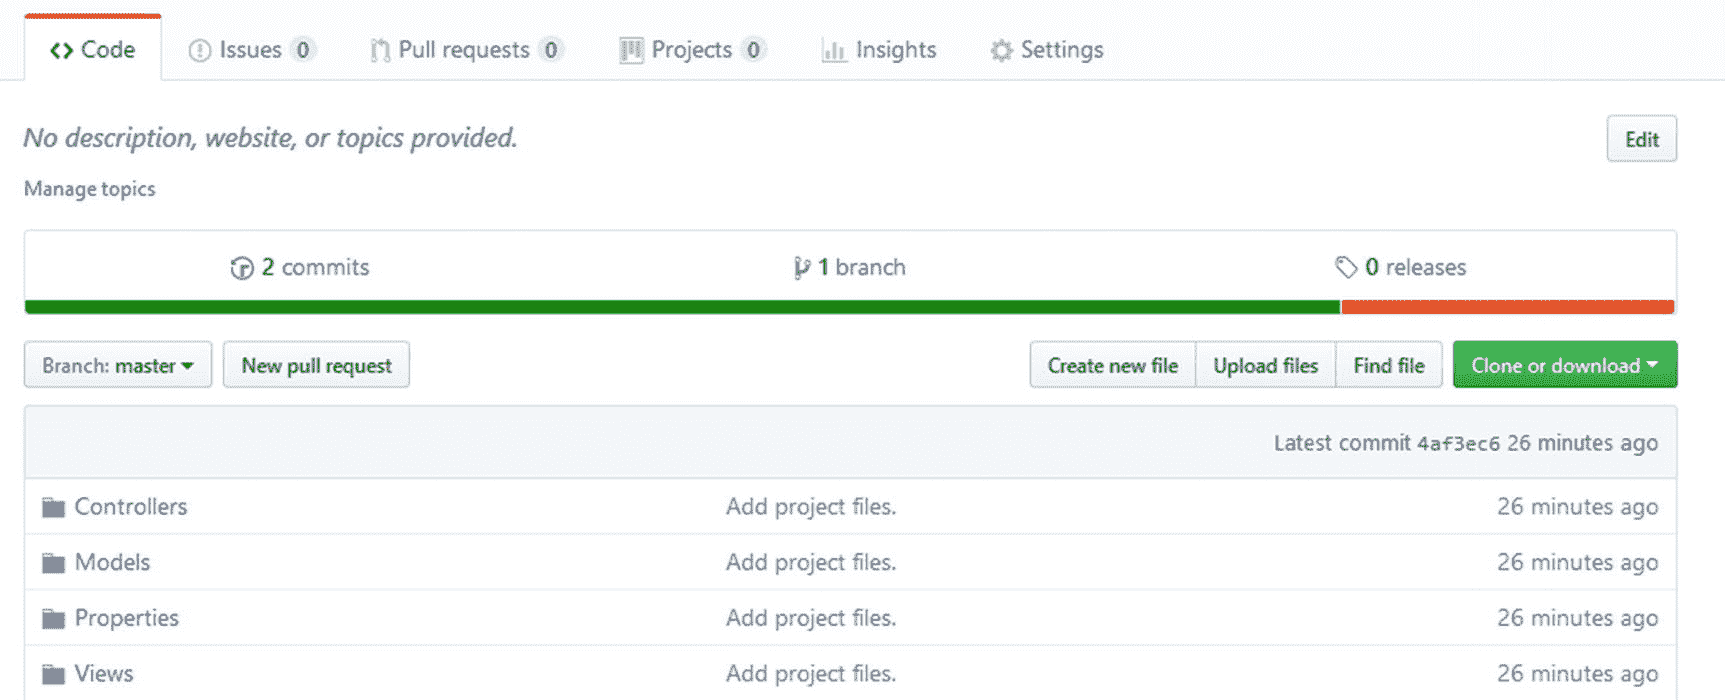 Code Issues 0 Pull requests 0 Projects 0 Insights Settings
No description, website, or topics provided. Edit
Manage topics
2 commits 1 branch 0 releases
Branch: master New pull request Create new file Upload files Find file Clone or download
Latest commit 4af3ec6 26 minutes ago
Controllers Add project files. 26 minutes ago
Models Add project files. 26 minutes ago
Properties Add project files. 26 minutes ago
Views Add project files. 26 minutes ago